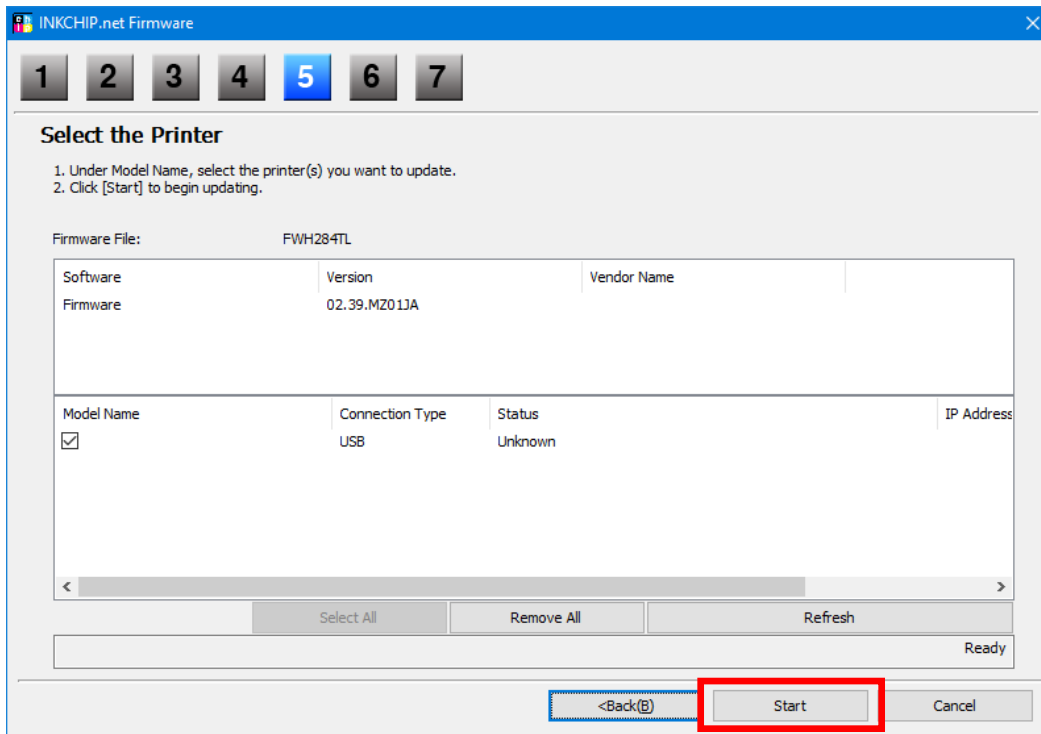 INKCHIP.net Firmware
1 2 3 4 5 6 7
Select the Printer
1. Under Model Name, select the printer(s) you want to update.
2. Click [Start] to begin updating.
Firmware File: FWH284TL
Software Version Vendor Name
Firmware 02.39.MZ01JA
Model Name Connection Type Status IP Address
USB Unknown
Select All Remove All Refresh
Ready
<Back(B) Start Cancel